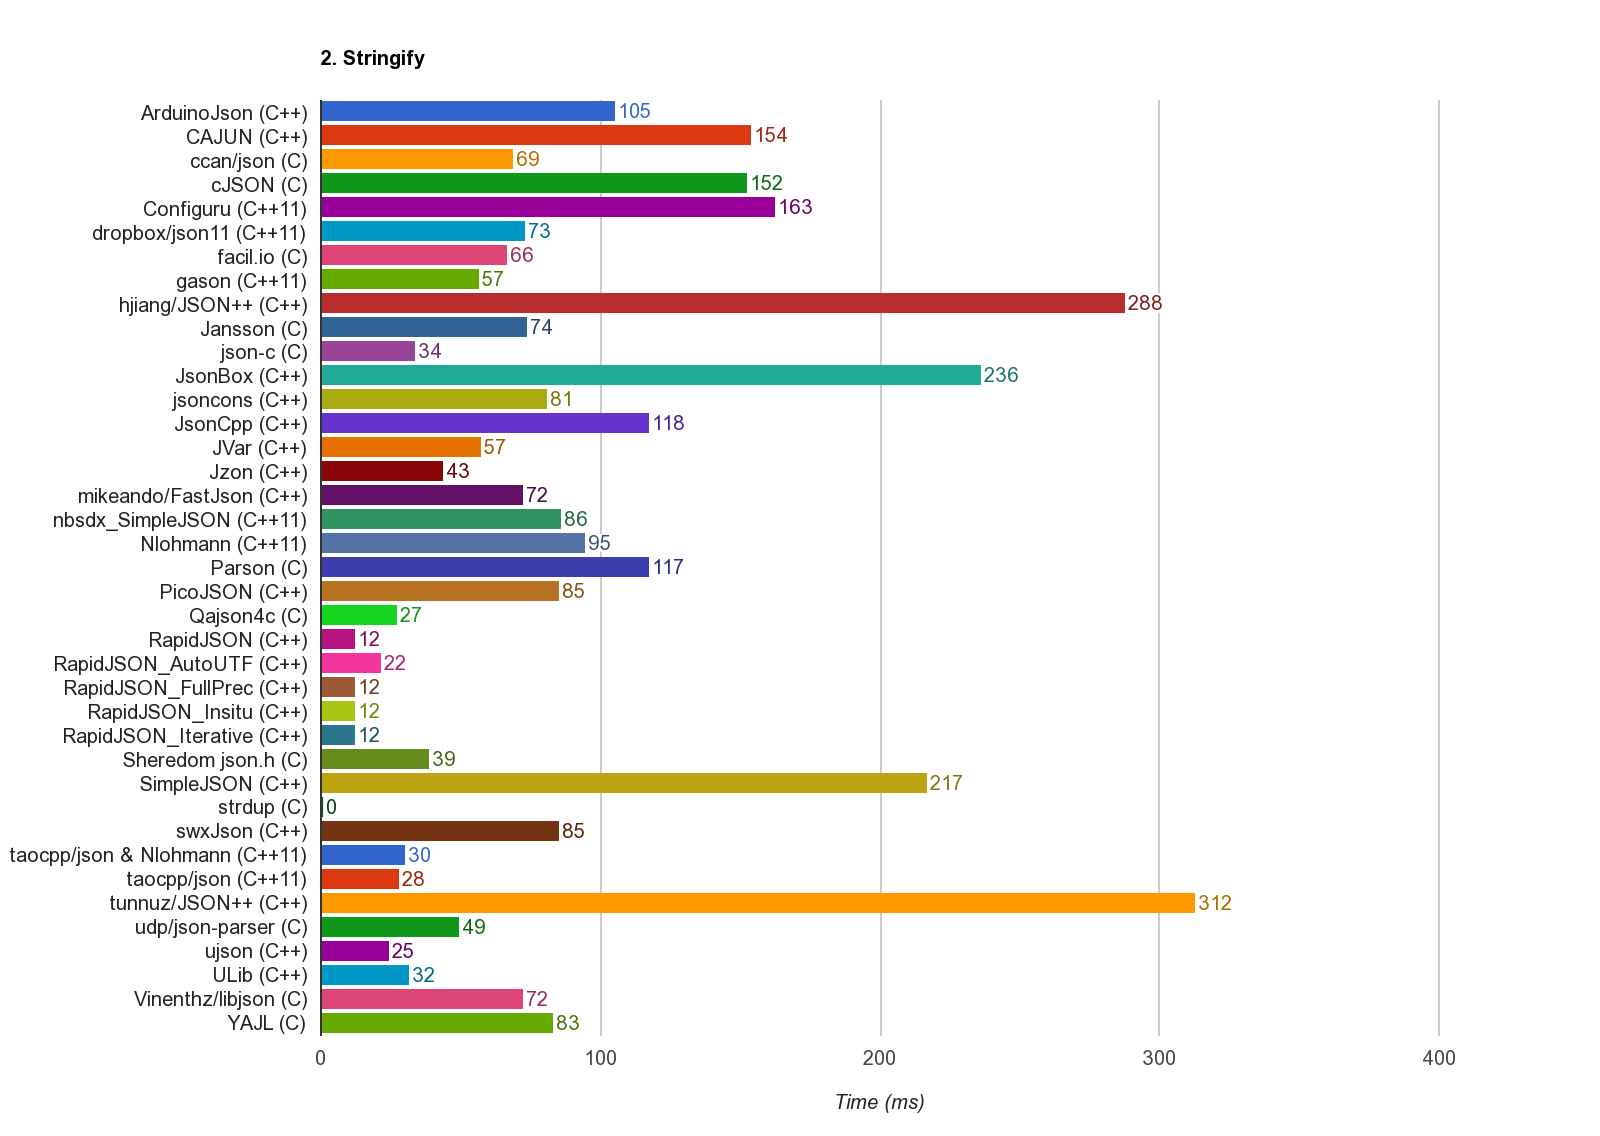 2. Stringify
ArduinoJson (C++) 105
CAJUN (C++) 154
ccan/json (C) 69
cJSON (C) 152
Configuru (C++11) 163
dropbox/json11 (C++11) 73
facil.io (C) 66
gason (C++11) 57
hjiang/JSON++ (C++) 288
Jansson (C) 74
json-c (C) 34
JsonBox (C++) 236
jsoncons (C++) 81
JsonCpp (C++) 118
JVar (C++) 57
Jzon (C++) 43
mikeando/FastJson (C++) 72
nbsdx_SimpleJSON (C++11) 86
Nlohmann (C++11) 95
Parson (C) 117
PicoJSON (C++) 85
Qajson4c (C) 27
RapidJSON (C++) 12
RapidJSON_AutoUTF (C++) 22
RapidJSON_FullPrec (C++) 12
RapidJSON_Insitu (C++) 12
RapidJSON_Iterative (C++) 12
Sheredom json.h (C) 39
SimpleJSON (C++) 217
strdup (C) 0
swxJson (C++) 85
taocpp/json & Nlohmann (C++11) 30
taocpp/json (C++11) 28
tunnuz/JSON++ (C++) 312
udp/json-parser (C) 49
ujson (C++) 25
ULib (C++) 32
Vinenthz/libjson (C) 72
YAJL (C) 83
0 100 200 300 400
Time (ms)